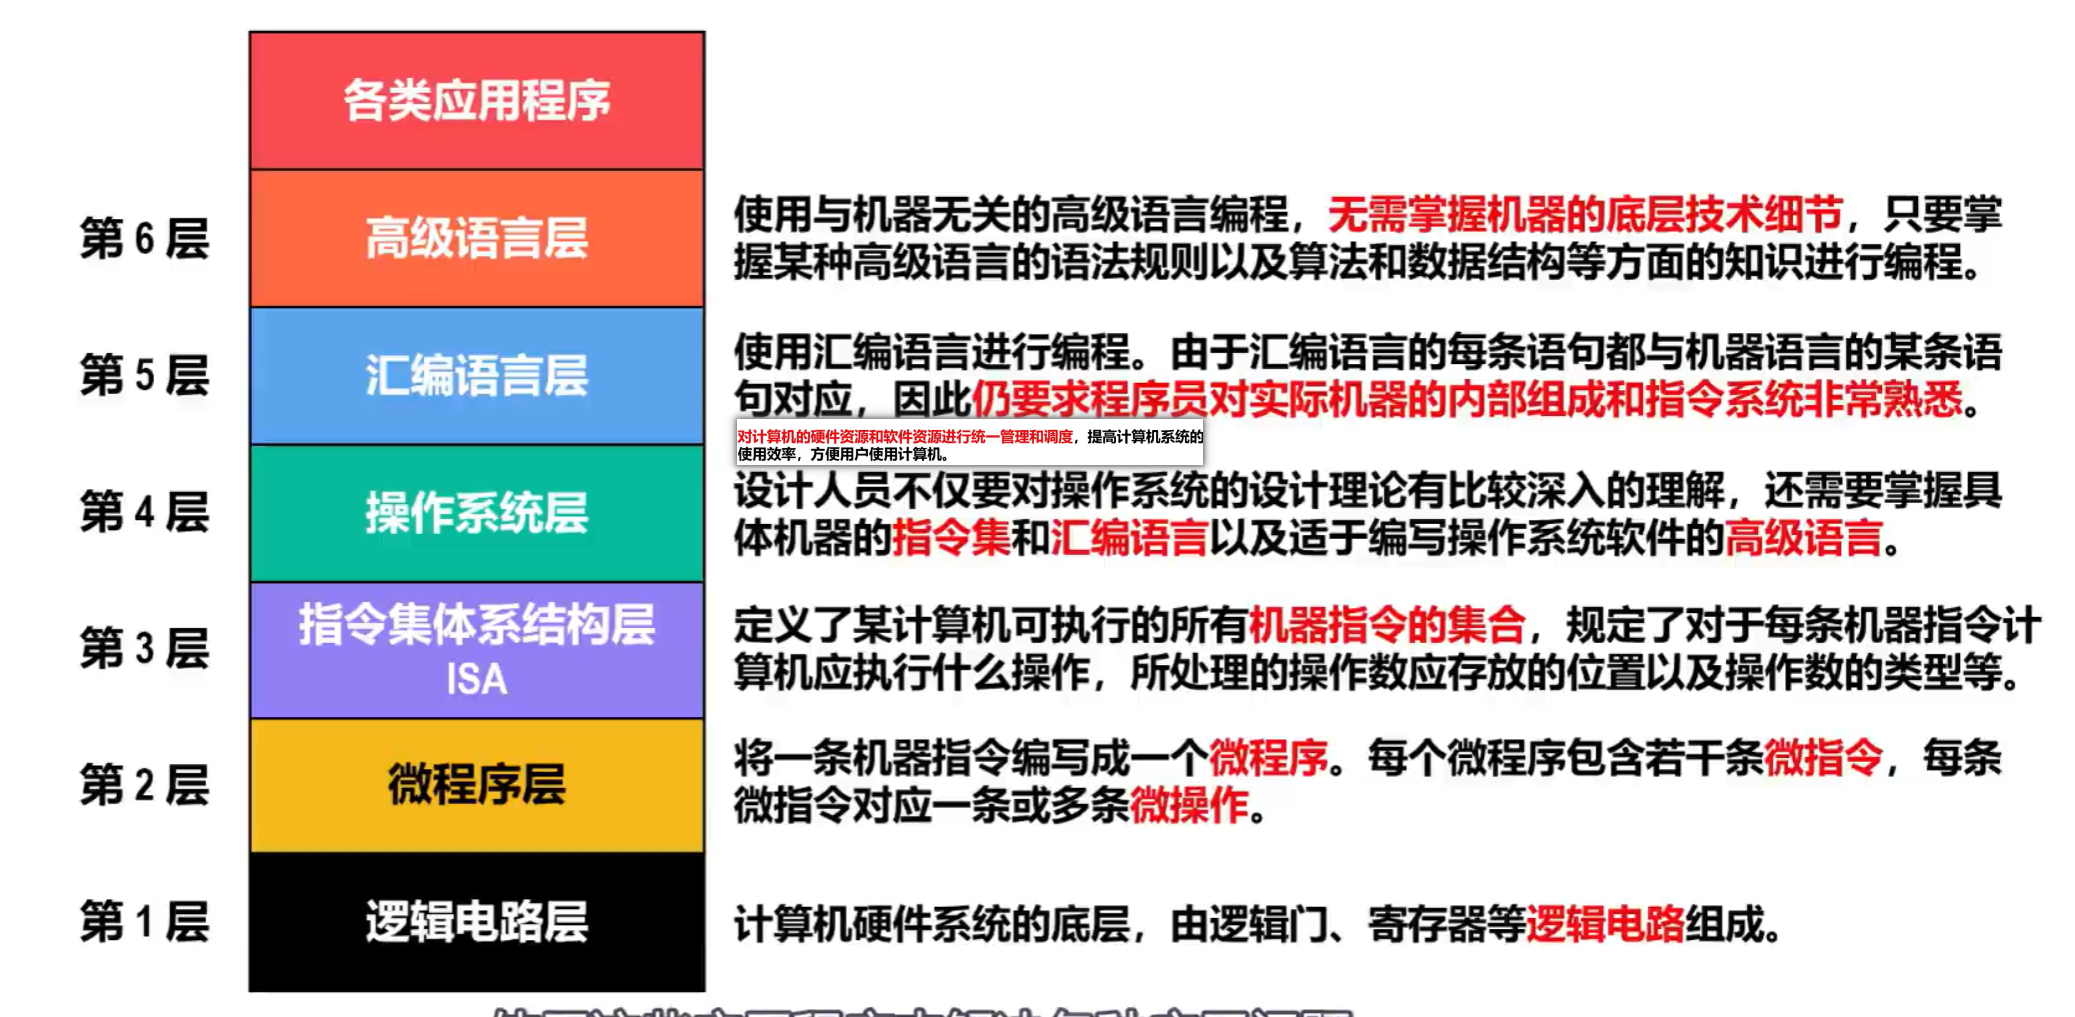 各类应用程序
第 6 层
高级语言层
使用与机器无关的高级语言编程，无需掌握机器的底层技术细节，只要掌
握某种高级语言的语法规则以及算法和数据结构等方面的知识进行编程。
第 5 层
汇编语言层
使用汇编语言进行编程。由于汇编语言的每条语句都与机器语言的某条语
句对应，因此仍要求程序员对实际机器的内部组成和指令系统非常熟悉。
对计算机的硬件资源和软件资源进行统一管理和调度，提高计算机系统的
使用效率，方便用户使用计算机。
第 4 层
操作系统层
设计人员不仅要对操作系统的设计理论有比较深入的理解，还需要掌握具
体机器的指令集和汇编语言以及适于编写操作系统软件的高级语言。
第 3 层
指令集体系结构层
ISA
定义了某计算机可执行的所有机器指令的集合，规定了对于每条机器指令计
算机应执行什么操作，所处理的操作数应存放的位置以及操作数的类型等。
第 2 层
微程序层
将一条机器指令编写成一个微程序。每个微程序包含若干条微指令，每条
微指令对应一条或多条微操作。
第 1 层
逻辑电路层
计算机硬件系统的底层，由逻辑门、寄存器等逻辑电路组成。